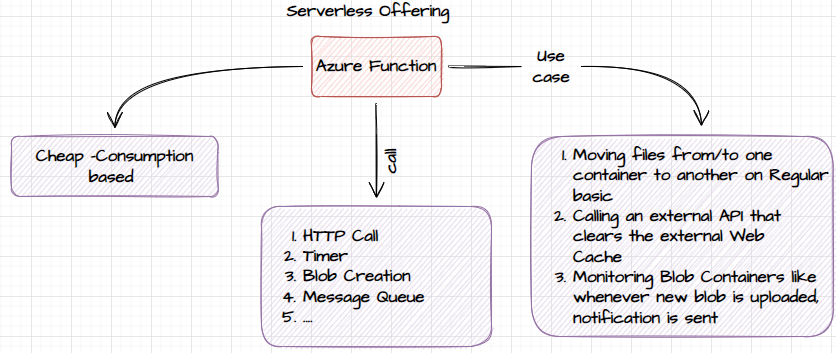 Serverless Offering
Azure Function
Use
case
Cheap -Consumption
based
call
1. HTTP Call
2. Timer
3. Blob Creation
4. Message Queue
5. ....
1. Moving files from/to one
container to another on Regular
basic
2. Calling an external API that
clears the external Web
Cache
3. Monitoring Blob Containers like
whenever new blob is uploaded,
notification is sent